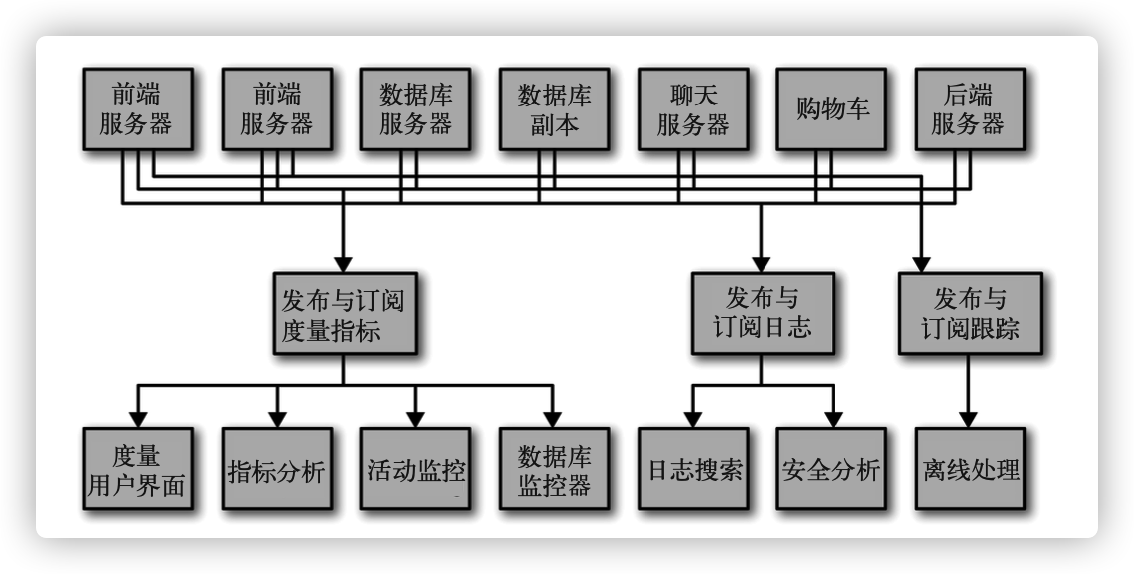 前端
服务器
前端
服务器
数据库
服务器
数据库
副本
聊天
服务器
购物车
后端
服务器
发布与订阅
度量指标
发布与
订阅日志
发布与
订阅跟踪
度量
用户界面
指标分析
活动监控
数据库
监控器
日志搜索
安全分析
离线处理